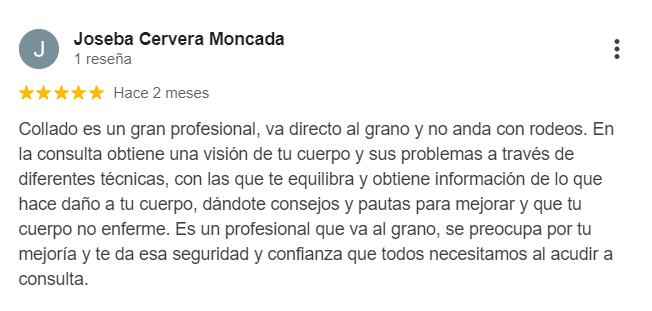 J
Joseba Cervera Moncada
1 reseña
Hace 2 meses
Collado es un gran profesional, va directo al grano y no anda con rodeos. En
la consulta obtiene una visión de tu cuerpo y sus problemas a través de
diferentes técnicas, con las que te equilibra y obtiene información de lo que
hace daño a tu cuerpo, dándote consejos y pautas para mejorar y que tu
cuerpo no enferme. Es un profesional que va al grano, se preocupa por tu
mejoría y te da esa seguridad y confianza que todos necesitamos al acudir a
consulta.